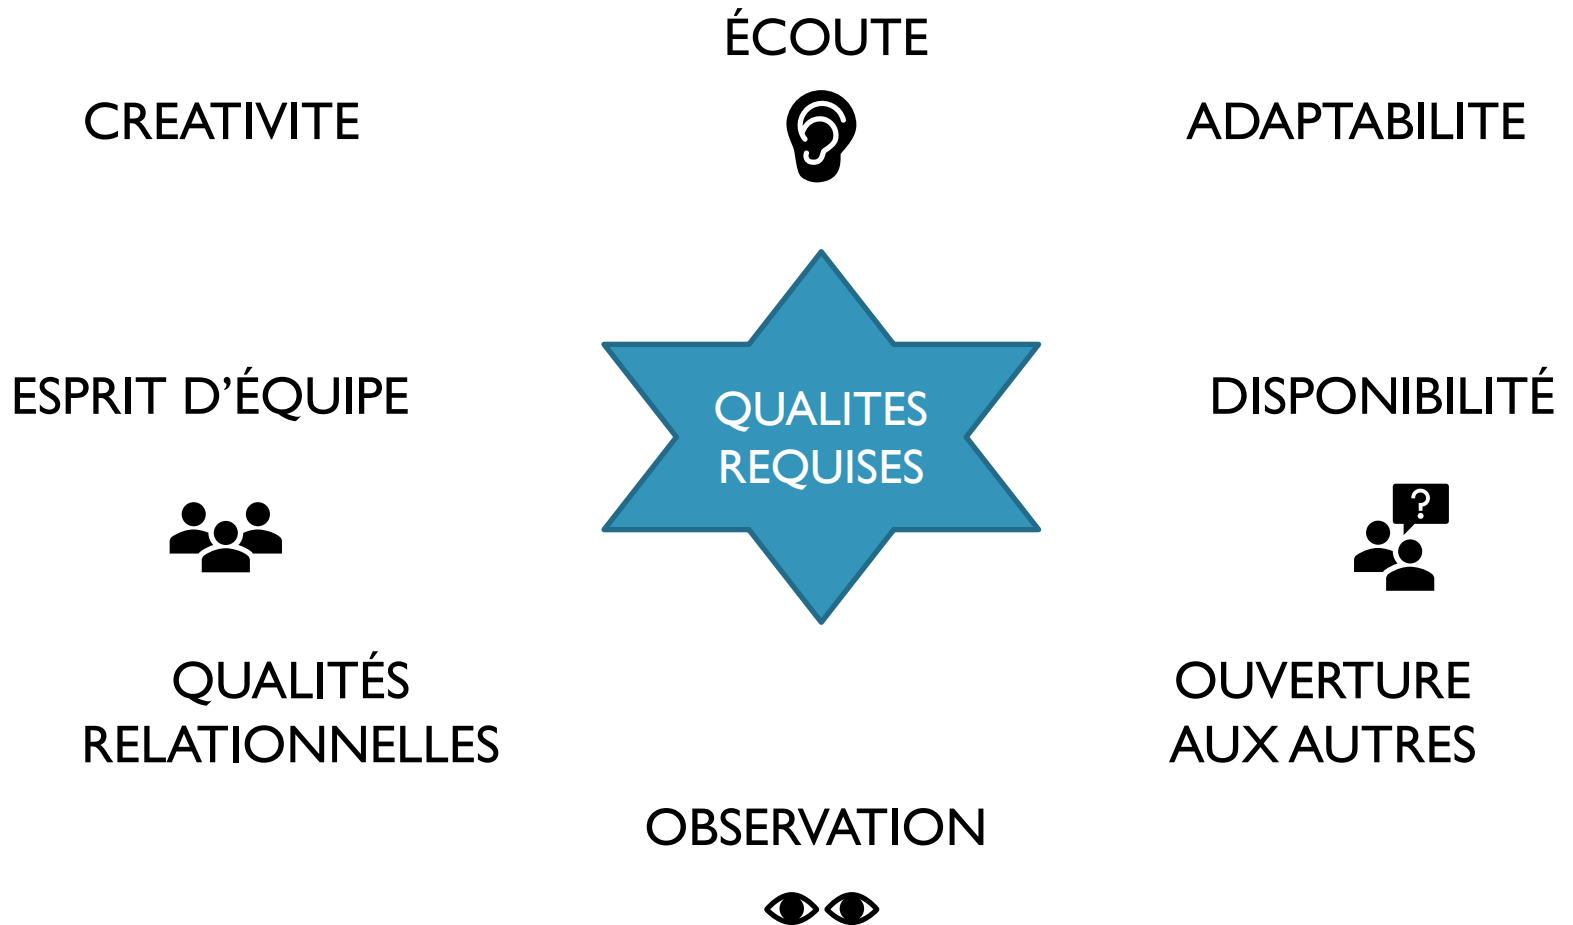 ÉCOUTE
CREATIVITE
ADAPTABILITE
ESPRIT D’ÉQUIPE
DISPONIBILITÉ
QUALITES
REQUISES
?
QUALITÉS
RELATIONNELLES
OUVERTURE
AUX AUTRES
OBSERVATION